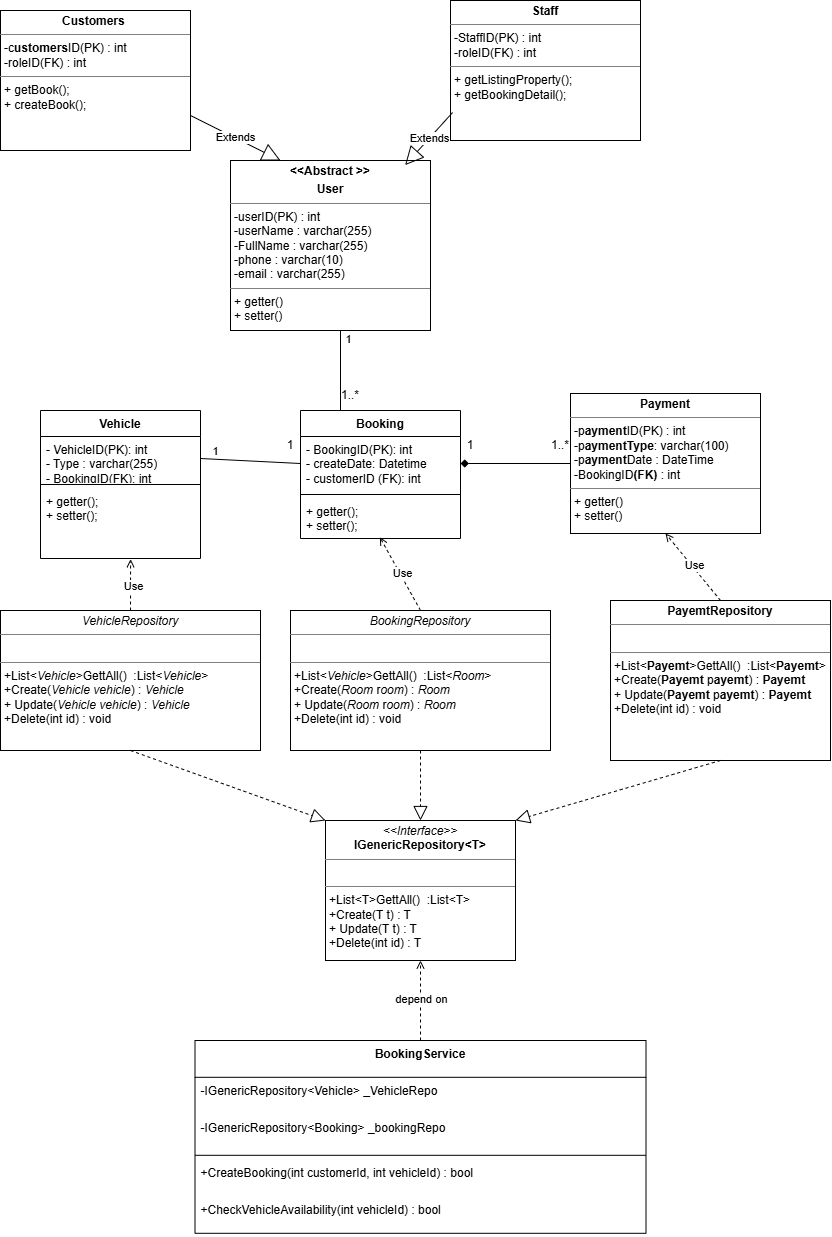 Customers
-customersID(PK) : int
-roleID(FK) : int
+ getBook();
+ createBook();
Staff
-StaffID(PK) : int
-roleID(FK) : int
+ getListingProperty();
+ getBookingDetail();
Extends
Extends
<<Abstract >>
User
-userID(PK) : int
-userName : varchar(255)
-FullName : varchar(255)
-phone : varchar(10)
-email : varchar(255)
+ getter()
+ setter()
1
1..*
Vehicle
- VehicleID(PK): int
- Type : varchar(255)
- BookingID(FK): int
+ getter();
+ setter();
1
1
Booking
- BookingID(PK): int
- createDate: Datetime
- customerID (FK): int
+ getter();
+ setter();
1
1..*
Payment
-paymentID(PK) : int
-paymentType: varchar(100)
-paymentDate : DateTime
-BookingID(FK) : int
+ getter()
+ setter()
Use
Use
Use
VehicleRepository
+List<Vehicle>GettAll()  :List<Vehicle>
+Create(Vehicle vehicle) : Vehicle
+ Update(Vehicle vehicle) : Vehicle
+Delete(int id) : void
BookingRepository
+List<Vehicle>GettAll()  :List<Room>
+Create(Room room) : Room
+ Update(Room room) : Room
+Delete(int id) : void
PayemtRepository
+List<Payemt>GettAll()  :List<Payemt>
+Create(Payemt payemt) : Payemt
+ Update(Payemt payemt) : Payemt
+Delete(int id) : void
<<Interface>>
IGenericRepository<T>
+List<T>GettAll()  :List<T>
+Create(T t) : T
+ Update(T t) : T
+Delete(int id) : T
depend on
BookingService
-IGenericRepository<Vehicle> _VehicleRepo
-IGenericRepository<Booking> _bookingRepo
+CreateBooking(int customerId, int vehicleId) : bool
+CheckVehicleAvailability(int vehicleId) : bool